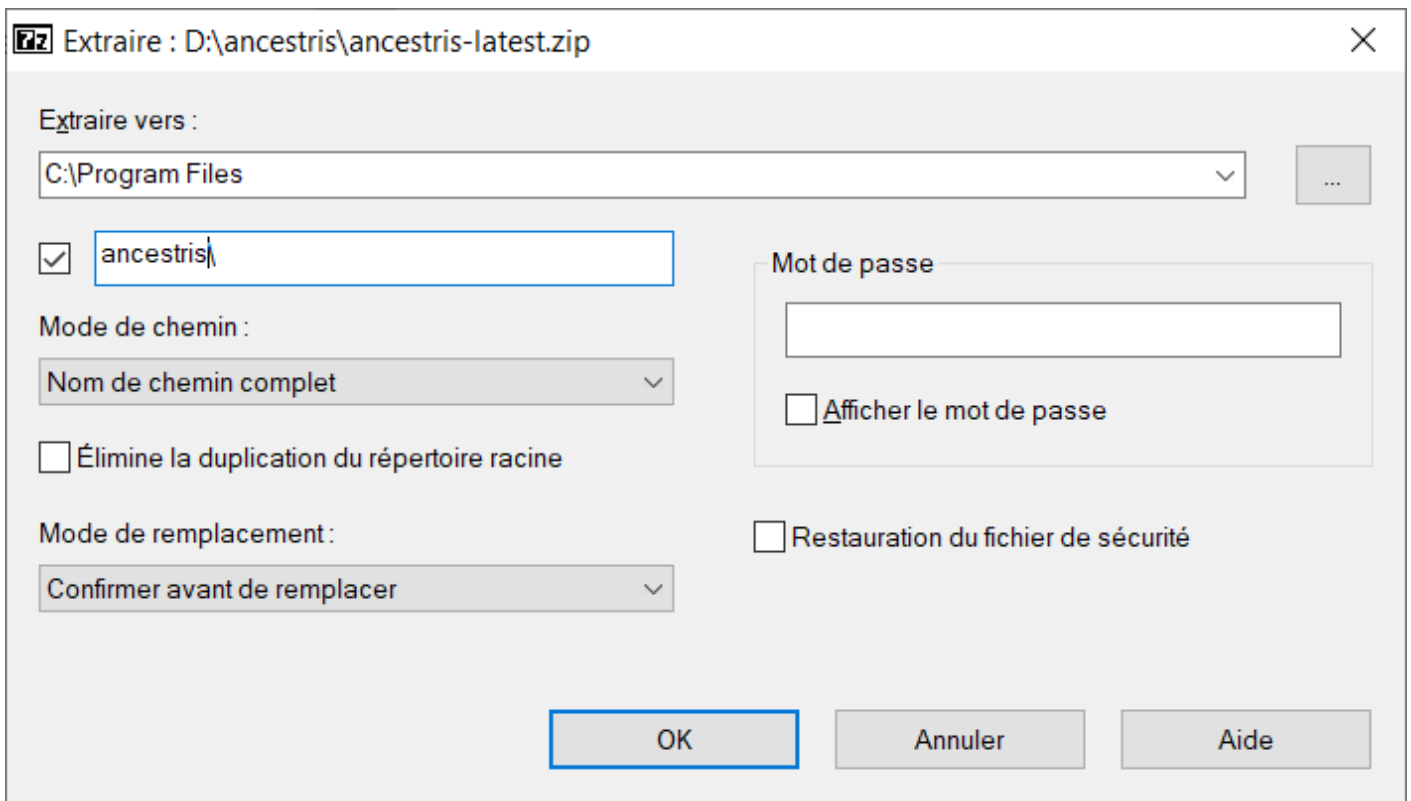 Extraire : D:\ancestris\ancestris-latest.zip
Extraire vers :
C:\Program Files
...
ancestris\
Mot de passe
Mode de chemin :
Nom de chemin complet
Afficher le mot de passe
Élimine la duplication du répertoire racine
Mode de remplacement :
Restauration du fichier de sécurité
Confirmer avant de remplacer
OK
Annuler
Aide